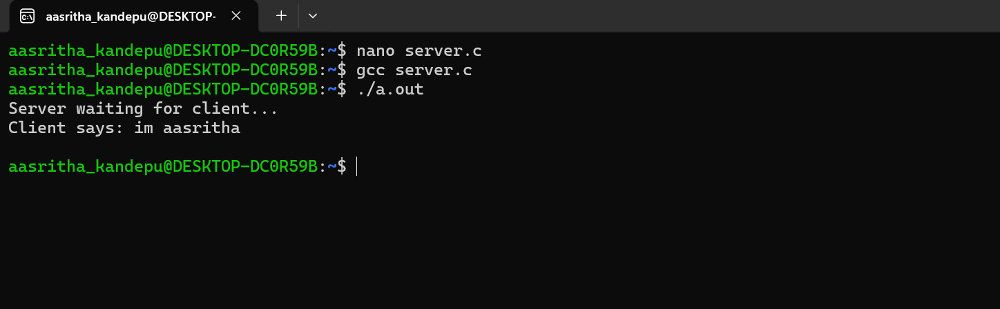 aasritha_kandepu@DESKTOP-
aasritha_kandepu@DESKTOP-DC0R59B:~$ nano server.c
aasritha_kandepu@DESKTOP-DC0R59B:~$ gcc server.c
aasritha_kandepu@DESKTOP-DC0R59B:~$ ./a.out
Server waiting for client...
Client says: im aasritha
aasritha_kandepu@DESKTOP-DC0R59B:~$